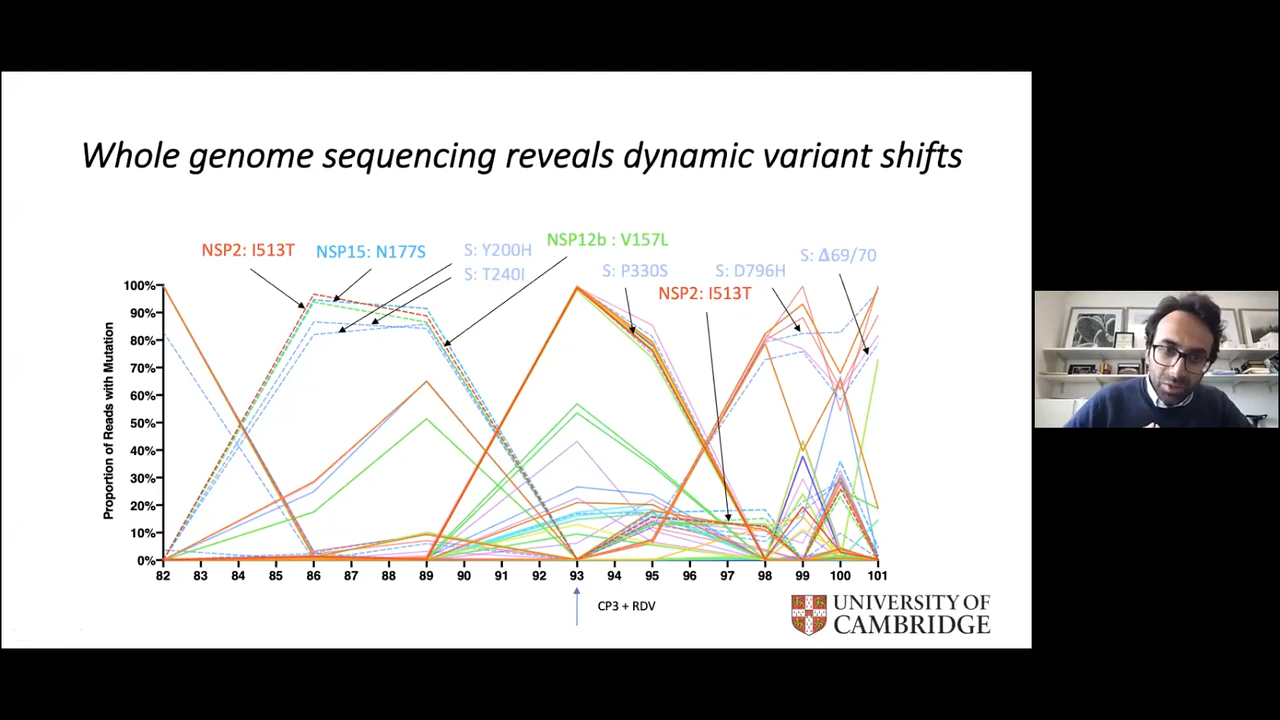 Whole genome sequencing reveals dynamic variant shifts
NSP2: I513T
NSP15: N177S
S: Y200H
S: T240I
NSP12b : V157L
S: P330S
NSP2: I513T
S: D796H
S: Δ69/70
Proportion of Reads with Mutation
100%
90%
80%
70%
60%
50%
40%
30%
20%
10%
0%
82 83 84 85 86 87 88 89 90 91 92 93 94 95 96 97 98 99 100 101
CP3 + RDV
UNIVERSITY OF
CAMBRIDGE